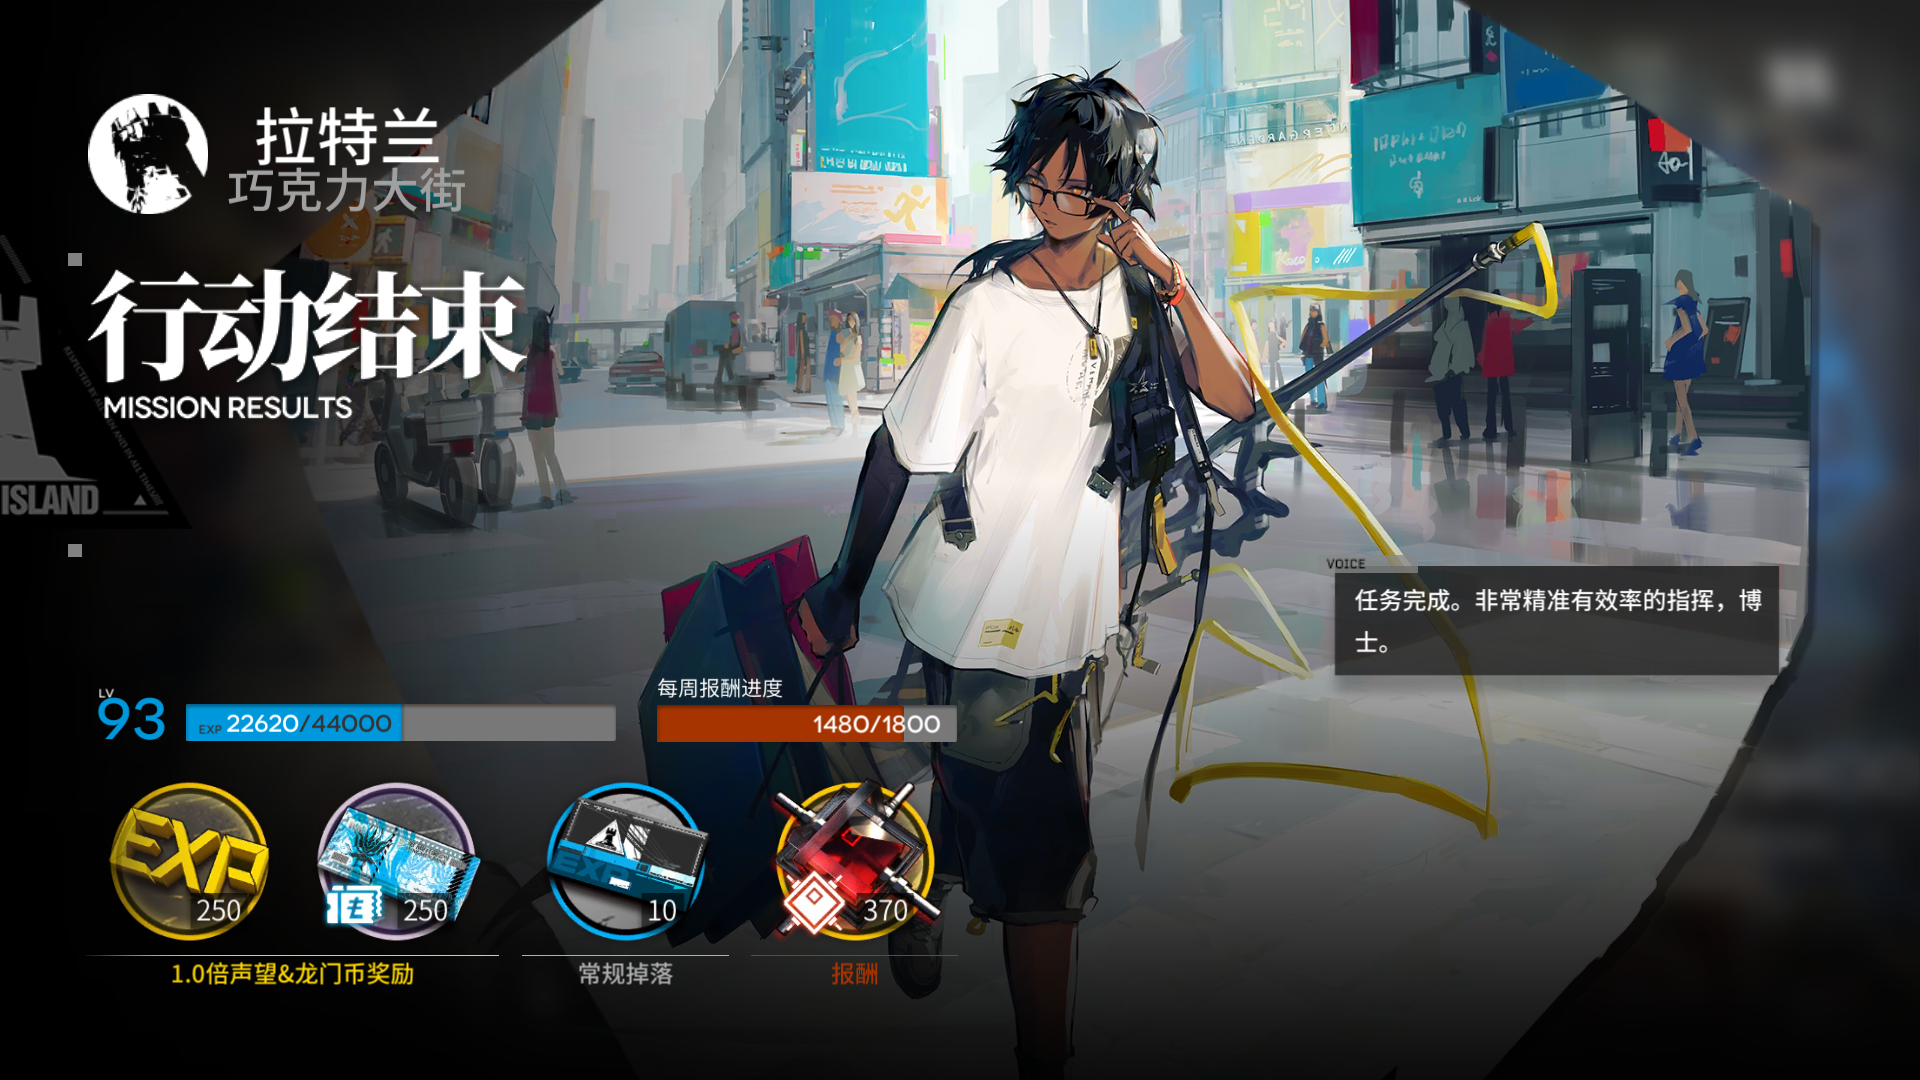 拉特兰
巧克力大街
行动结束
MISSION RESULTS
ISLAND
VOICE
任务完成。非常精准有效率的指挥，博
士。
LV
93
EXP 22620/44000
每周报酬进度
1480/1800
EXP
250
250
EXP
10
370
1.0倍声望&龙门币奖励
常规掉落
报酬